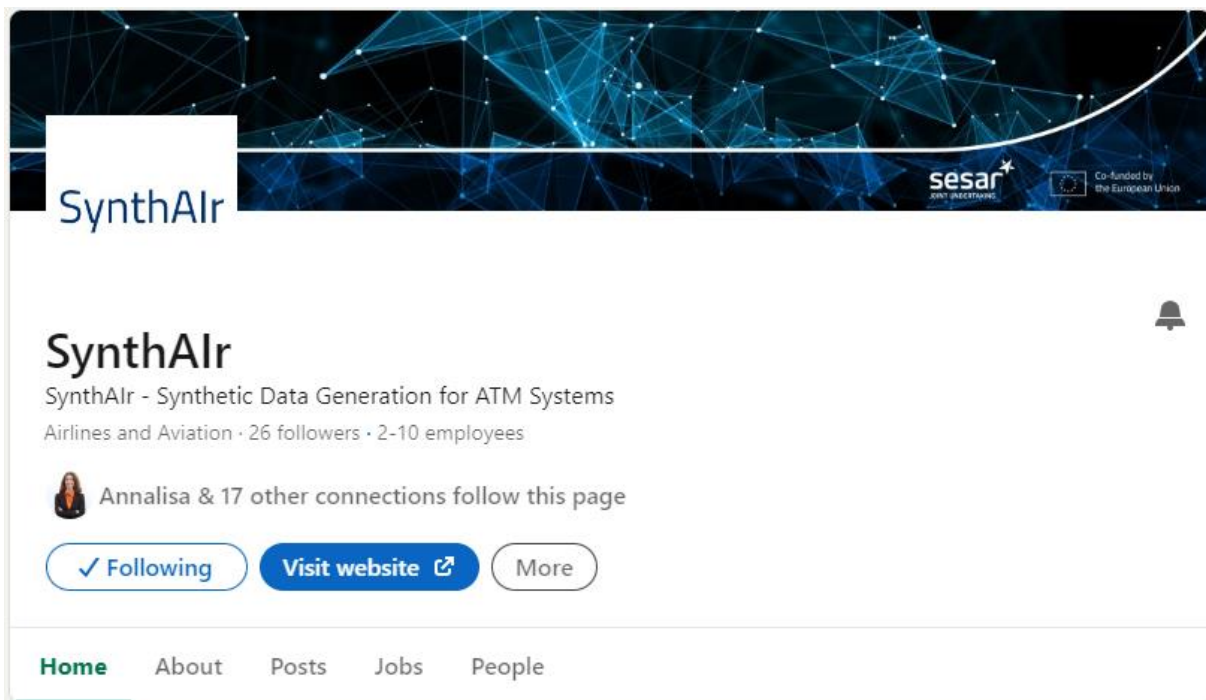 sesar
JOINT UNDERTAKING
Co-funded by
the European Union
SynthAIr
SynthAIr
SynthAIr - Synthetic Data Generation for ATM Systems
Airlines and Aviation · 26 followers · 2-10 employees
Annalisa & 17 other connections follow this page
✓ Following
Visit website
More
Home About Posts Jobs People